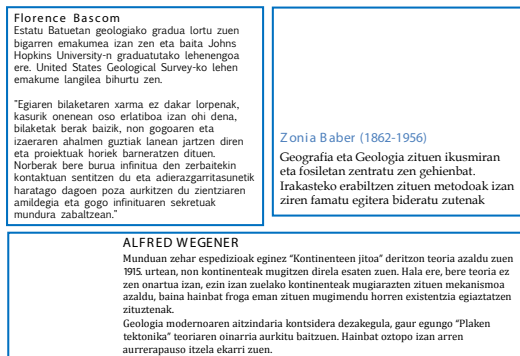 Florence Bascom
Estatu Batuetan geologiako gradua lortu zuen
bigarren emakumea izan zen eta baita Johns
Hopkins University-n graduatutako lehenengoa
ere. United States Geological Survey-ko lehen
emakume langilea bihurtu zen.
"Egiaren bilaketaren xarma ez dakar lorpenak,
kasurik onenean oso erlatiboa izan ohi dena,
bilaketak berak baizik, non gogoaren eta
izaeraren ahalmen guztiak lanean jartzen diren
eta proiektuak horiek barneratzen dituen.
Norberak bere burua infinitua den zerbaitekin
kontaktuan sentitzen du eta adierazgarritasunetik
haratago dagoen poza aurkitzen du zientziaren
amildegia eta gogo infinituaren sekretuak
mundura zabaltzean."
Zonia Baber (1862-1956)
Geografia eta Geologia zituen ikusmiran
eta fosiletan zentratu zen gehienbat.
Irakasteko erabiltzen zituen metodoak izan
ziren famatu egitera bideratu zutenak
ALFRED WEGENER
Munduan zehar espedizioak eginez "Kontinenteen jitoa" deritzon teoria azaldu zuen
1915. urtean, non kontinenteak mugitzen direla esaten zuen. Hala ere, bere teoria ez
zen onartua izan, ezin izan zuelako kontinenteak mugiarazten zituen mekanismoa
azaldu, baina hainbat froga eman zituen mugimendu horren existentzia egiaztatzen
zituztenak.
Geologia modernoaren aitzindaria kontsidera dezakegula, gaur egungo "Plaken
tektonika" teoriaren oinarria aurkitu baitzuen. Hainbat oztopo izan arren
aurrerapauso itzela ekarri zuen.